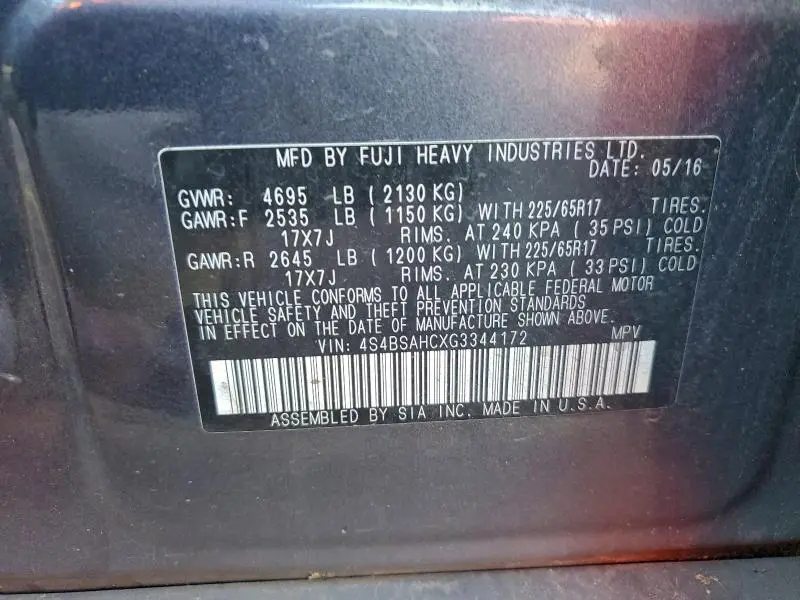 MFD BY FUJI HEAVY INDUSTRIES LTD.
DATE: 05/16
GVWR: 4695 LB (2130 KG)
GAWR:F 2535 LB (1150 KG) WITH 225/65R17 TIRES.
17X7J RIMS. AT 240 KPA (35 PSI) COLD
GAWR:R 2645 LB (1200 KG) WITH 225/65R17 TIRES.
17X7J RIMS. AT 230 KPA (33 PSI) COLD
THIS VEHICLE CONFORMS TO ALL APPLICABLE FEDERAL MOTOR
VEHICLE SAFETY AND THEFT PREVENTION STANDARDS
IN EFFECT ON THE DATE OF MANUFACTURE SHOWN ABOVE.
VIN: 4S4BSAHCXG3344172 MPV
ASSEMBLED BY SIA INC. MADE IN U.S.A.